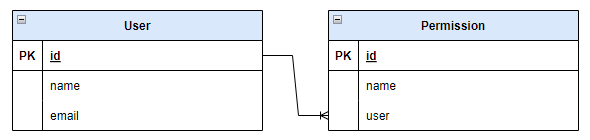 User
PK id
name
email
Permission
PK id
name
user